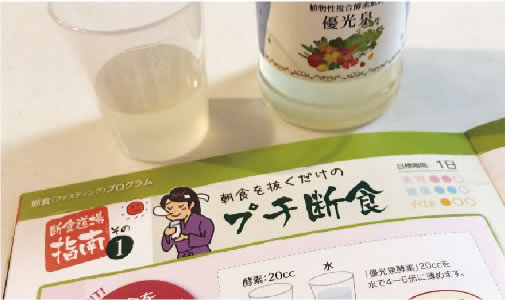 植物性複合酵素飲料
優光泉
断食(ファスティング)プログラム
目標期間: 1日
美容
健康
ダイエット
断食道場
指南
その
1
朝食を抜くだけの
プチ断食
酵素:20cc
水
「優光泉酵素」20ccを
水で4〜6倍に薄めます。